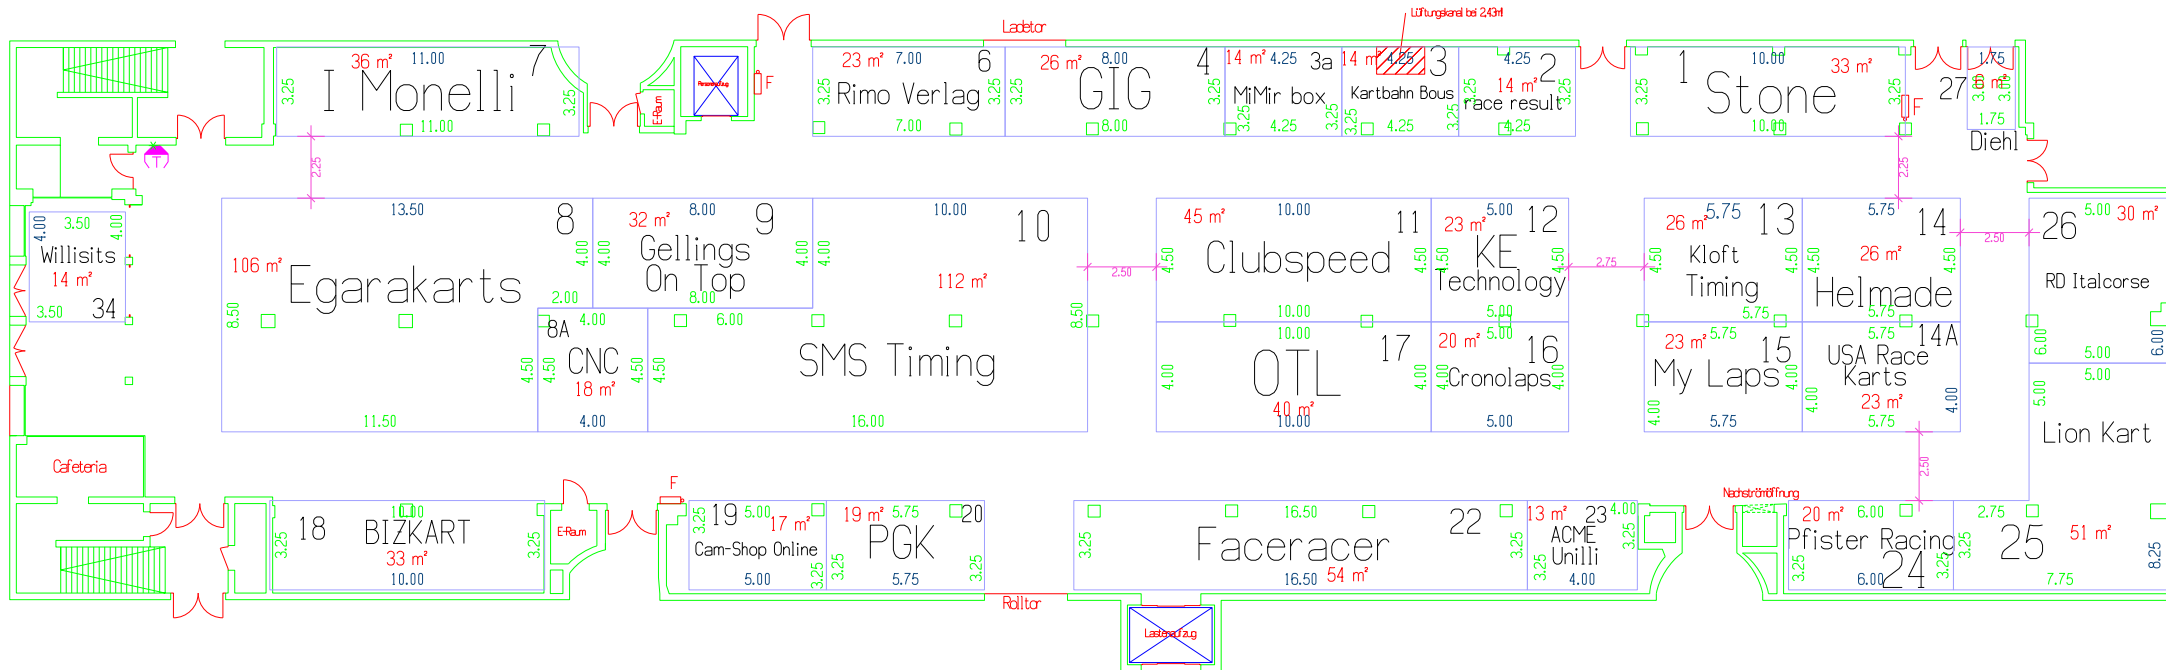 Lüftungskanal bei 2,43m!
Ladetor
36 m²
11.00
7
I Monelli
3.25
3.25
11.00
Personenaufzug
E-Raum
F
23 m²
7.00
6
Rimo Verlag
3.25
3.25
7.00
26 m²
8.00
4
GIG
3.25
8.00
14 m²
4.25
3a
MiMir box
3.25
4.25
14 m²
4.25
3
Kartbahn Bous
3.25
3.25
4.25
4.25
2
14 m²
race result
3.25
4.25
1
10.00
33 m²
Stone
3.25
3.25
10.00
F
27
1.75
6 m²
3.00
3.00
1.75
Diehl
2.25
2.25
4.00
3.50
4.00
Willisits
14 m²
3.50
34
13.50
8
106 m²
Egarakarts
4.00
2.00
8.50
4.50
11.50
32 m²
8.00
9
Gellings
On Top
4.00
4.00
8.00
8A
4.00
CNC
18 m²
4.50
4.00
10.00
10
4.00
112 m²
6.00
8.50
SMS Timing
4.50
16.00
2.50
45 m²
10.00
11
Clubspeed
4.50
4.50
10.00
5.00
12
23 m²
KE
Technology
4.50
4.50
5.00
10.00
17
OTL
4.00
4.00
40 m²
10.00
20 m²
5.00
16
Cronolaps
4.00
4.00
5.00
2.75
26 m²
5.75
13
Kloft
Timing
4.50
4.50
5.75
5.75
14
26 m²
Helmade
4.50
4.50
5.75
23 m²
5.75
15
My Laps
4.00
4.00
5.75
5.75
14A
USA Race
Karts
23 m²
4.00
4.00
5.75
2.50
2.50
26
5.00
30 m²
RD Italcorse
6.00
6.00
5.00
5.00
5.00
Lion Kart
Cafeteria
18
10.00
BIZKART
33 m²
3.25
3.25
10.00
E-Raum
F
19
5.00
17 m²
Cam-Shop Online
3.25
3.25
5.00
19 m²
5.75
20
PGK
3.25
3.25
5.75
Rolltor
Lastenaufzug
16.50
22
Faceracer
3.25
3.25
16.50
54 m²
13 m²
23
4.00
ACME
Unilli
3.25
3.25
4.00
Nachströmöffnung
20 m²
6.00
Pfister Racing
24
3.25
3.25
6.00
2.75
25
51 m²
3.25
8.25
7.75